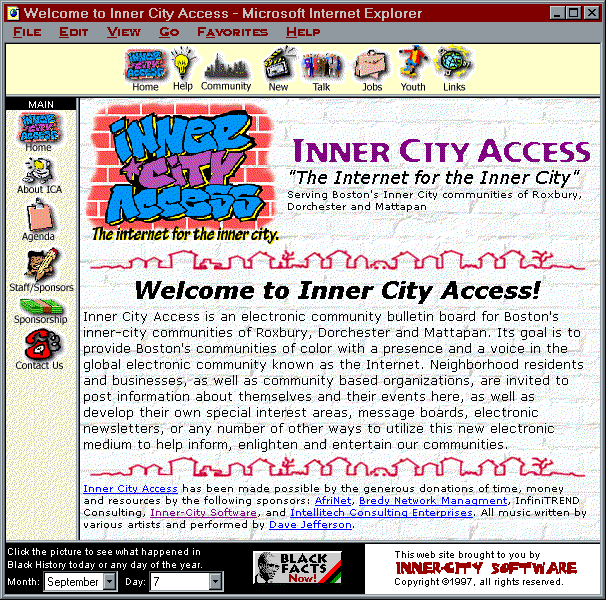 Welcome to Inner City Access - Microsoft Internet Explorer
File Edit View Go Favorites Help
INNER CITY ACCESS
Home Help Community New Talk Jobs Youth Links
MAIN
INNER CITY ACCESS
Home
About ICA
Agenda
Staff/Sponsors
Sponsorship
Contact Us
INNER
CITY
ACCESS
The internet for the inner city.
INNER CITY ACCESS
"The Internet for the Inner City"
Serving Boston's Inner City communities of Roxbury,
Dorchester and Mattapan
Welcome to Inner City Access!
Inner City Access is an electronic community bulletin board for Boston's
inner-city communities of Roxbury, Dorchester and Mattapan. Its goal is to
provide Boston's communities of color with a presence and a voice in the
global electronic community known as the Internet. Neighborhood residents
and businesses, as well as community based organizations, are invited to
post information about themselves and their events here, as well as
develop their own special interest areas, message boards, electronic
newsletters, or any number of other ways to utilize this new electronic
medium to help inform, enlighten and entertain our communities.
Inner City Access has been made possible by the generous donations of time, money
and resources by the following sponsors: AfriNet, Bredy Network Managment, InfiniTREND
Consulting, Inner-City Software, and Intellitech Consulting Enterprises. All music written by
various artists and performed by Dave Jefferson.
Click the picture to see what happened in
Black History today or any day of the year.
Month: September Day: 7
BLACK
FACTS
Now!
This web site brought to you by
INNER-CITY SOFTWARE
Copyright ©1997, all rights reserved.